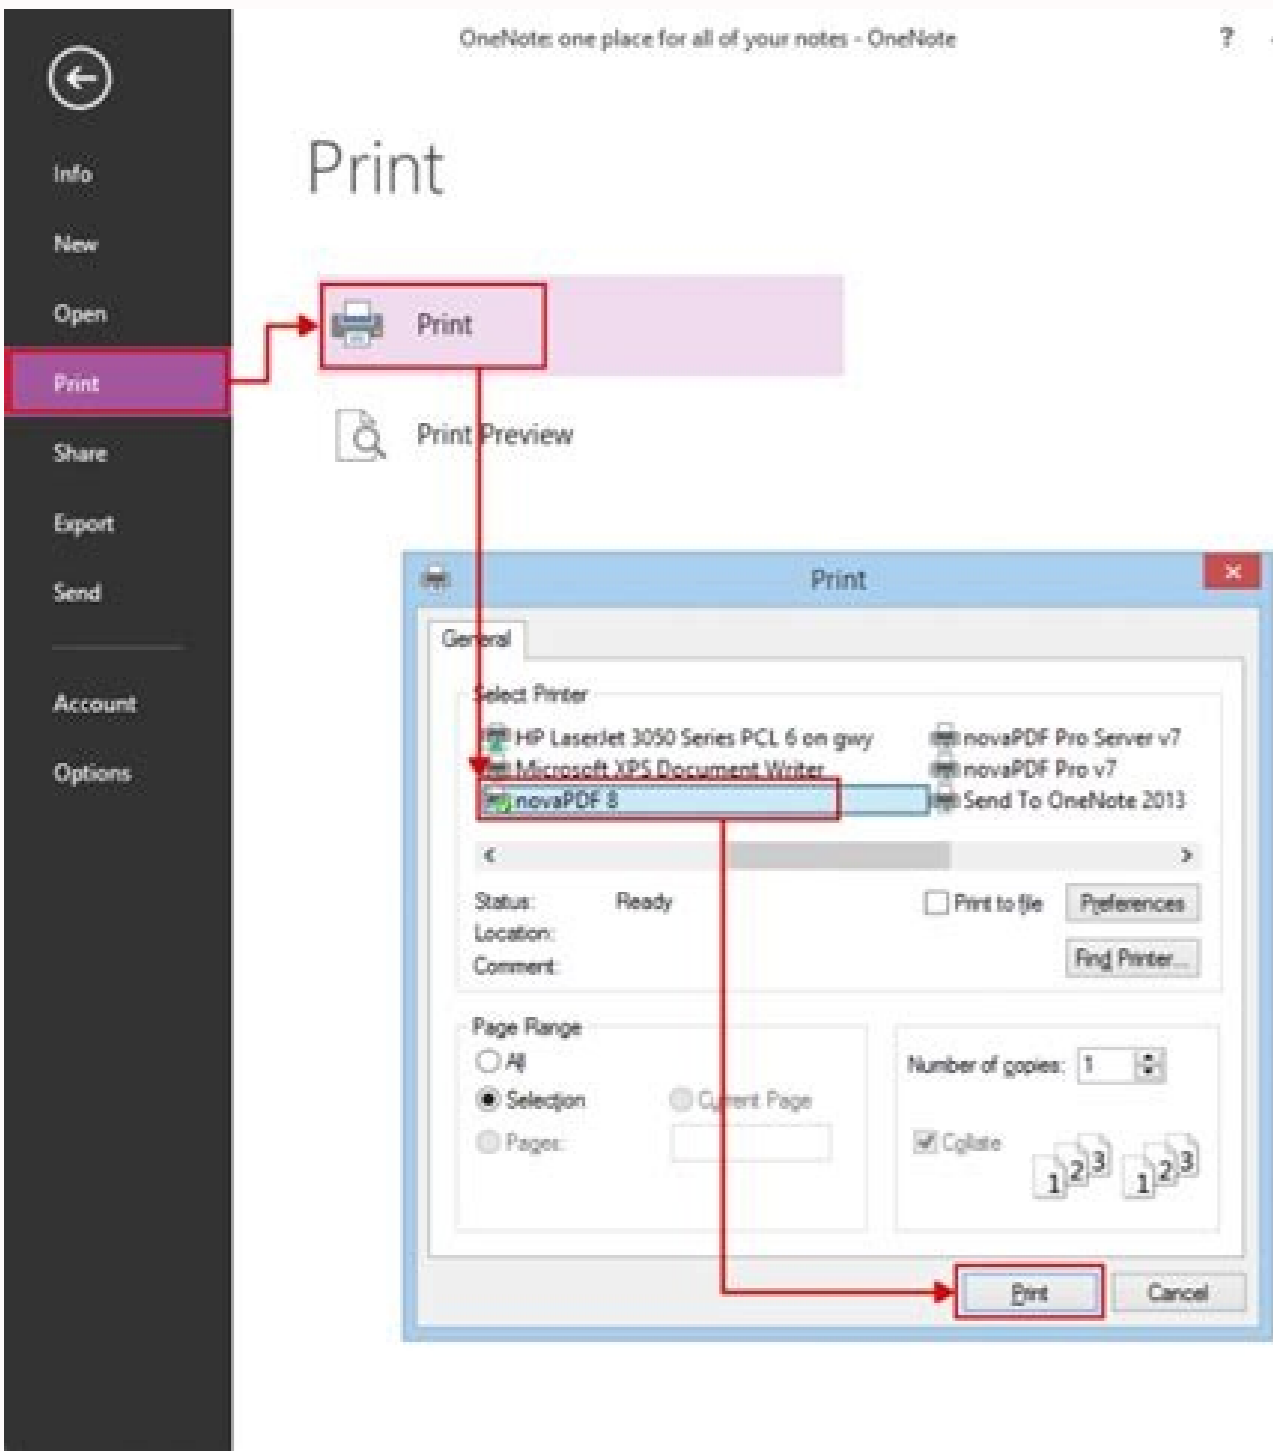 OneNote: one place for all of your notes - OneNote
?
Info
New
Open
Print
Share
Export
Send
Account
Options
Print
Print
Print Preview
Print
General
Select Printer
HP LaserJet 3050 Series PCL 6 on gwy
novaPDF Pro Server v7
Microsoft XPS Document Writer
novaPDF Pro v7
novaPDF 8
Send To OneNote 2013
Status: Ready
Print to file
Preferences
Location:
Comment:
Find Printer...
Page Range
All
Number of copies: 1
Selection
Current Page
Pages:
Collate
1 2 3 1 2 3
Print
Cancel